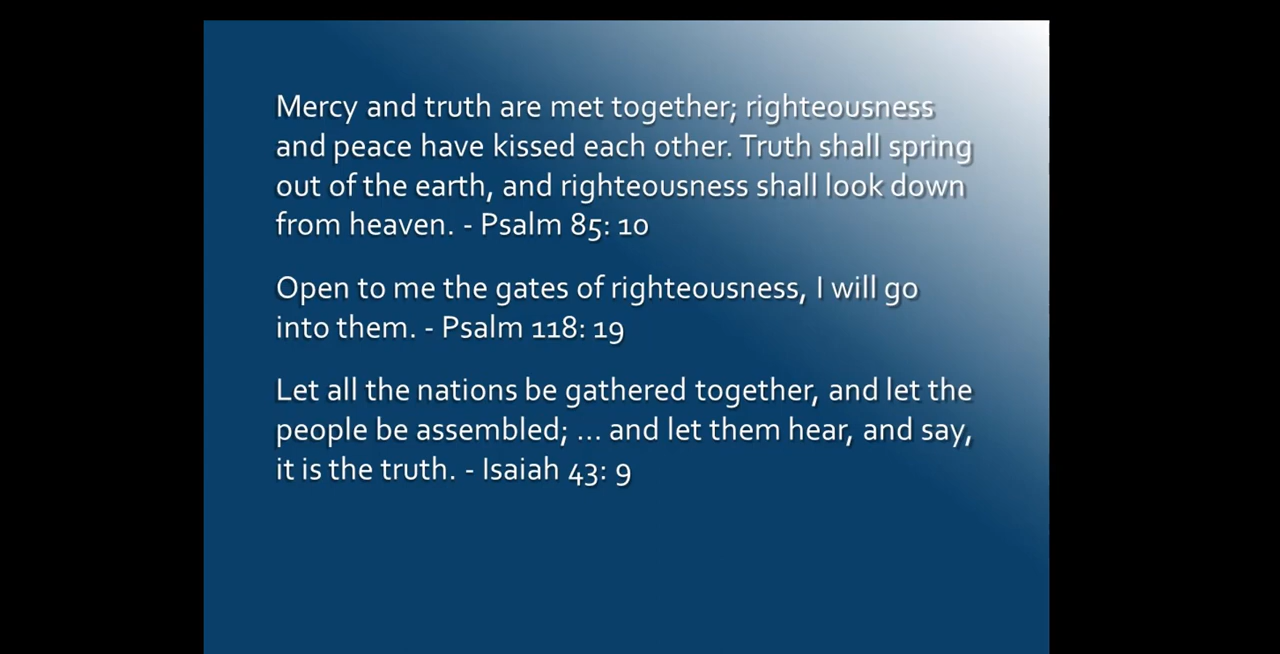 Mercy and truth are met together; righteousness
and peace have kissed each other. Truth shall spring
out of the earth, and righteousness shall look down
from heaven. - Psalm 85: 10
Open to me the gates of righteousness, I will go
into them. - Psalm 118: 19
Let all the nations be gathered together, and let the
people be assembled; ... and let them hear, and say,
it is the truth. - Isaiah 43: 9